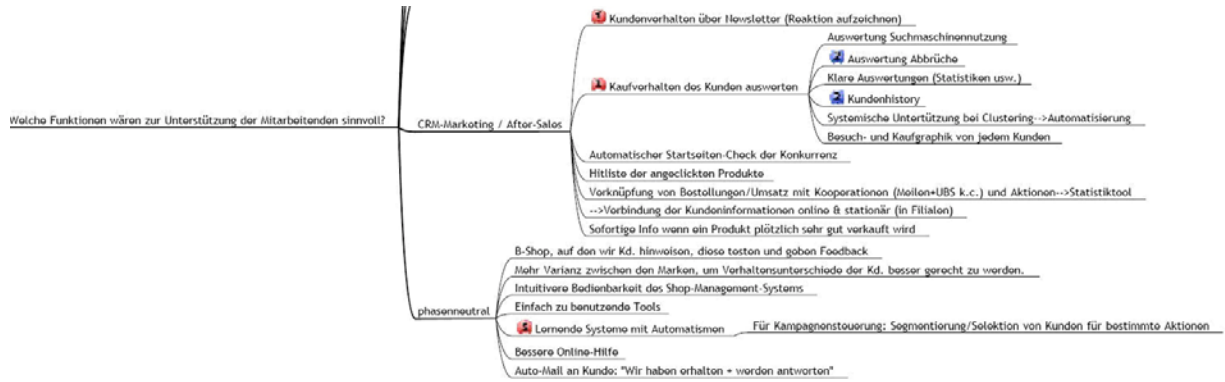 Welche Funktionen wären zur Unterstützung der Mitarbeitenden sinnvoll?
CRM-Marketing / After-Sales
Kundenverhalten über Newsletter (Reaktion aufzeichnen)
Kaufverhalten des Kunden auswerten
Auswertung Suchmaschinennutzung
Auswertung Abbrüche
Klare Auswertungen (Statistiken usw.)
Kundenhistory
Systemische Untertützung bei Clustering-->Automatisierung
Besuch- und Kaufgraphik von jedem Kunden
Automatischer Startseiten-Check der Konkurrenz
Hitliste der angeclickten Produkte
Verknüpfung von Bestellungen/Umsatz mit Kooperationen (Meilen+UBS k.c.) und Aktionen-->Statistiktool
-->Verbindung der Kundeninformationen online & stationär (in Filialen)
Sofortige Info wenn ein Produkt plötzlich sehr gut verkauft wird
phasenneutral
B-Shop, auf den wir Kd. hinweisen, diese testen und geben Feedback
Mehr Varianz zwischen den Marken, um Verhaltensunterschiede der Kd. besser gerecht zu werden.
Intuitivere Bedienbarkeit des Shop-Management-Systems
Einfach zu benutzende Tools
Lernende Systeme mit Automatismen
Für Kampagnensteuerung: Segmentierung/Selektion von Kunden für bestimmte Aktionen
Bessere Online-Hilfe
Auto-Mail an Kunde: "Wir haben erhalten + werden antworten"